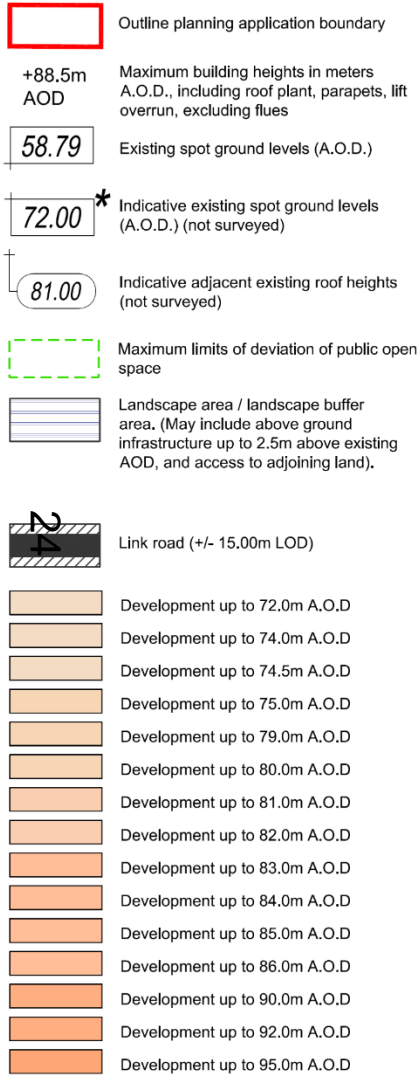 Outline planning application boundary
+88.5m
AOD
Maximum building heights in meters
A.O.D., including roof plant, parapets, lift
overrun, excluding flues
58.79
Existing spot ground levels (A.O.D.)
72.00
*
Indicative existing spot ground levels
(A.O.D.) (not surveyed)
81.00
Indicative adjacent existing roof heights
(not surveyed)
Maximum limits of deviation of public open
space
Landscape area / landscape buffer
area. (May include above ground
infrastructure up to 2.5m above existing
AOD, and access to adjoining land).
24
Link road (+/- 15.00m LOD)
Development up to 72.0m A.O.D
Development up to 74.0m A.O.D
Development up to 74.5m A.O.D
Development up to 75.0m A.O.D
Development up to 79.0m A.O.D
Development up to 80.0m A.O.D
Development up to 81.0m A.O.D
Development up to 82.0m A.O.D
Development up to 83.0m A.O.D
Development up to 84.0m A.O.D
Development up to 85.0m A.O.D
Development up to 86.0m A.O.D
Development up to 90.0m A.O.D
Development up to 92.0m A.O.D
Development up to 95.0m A.O.D